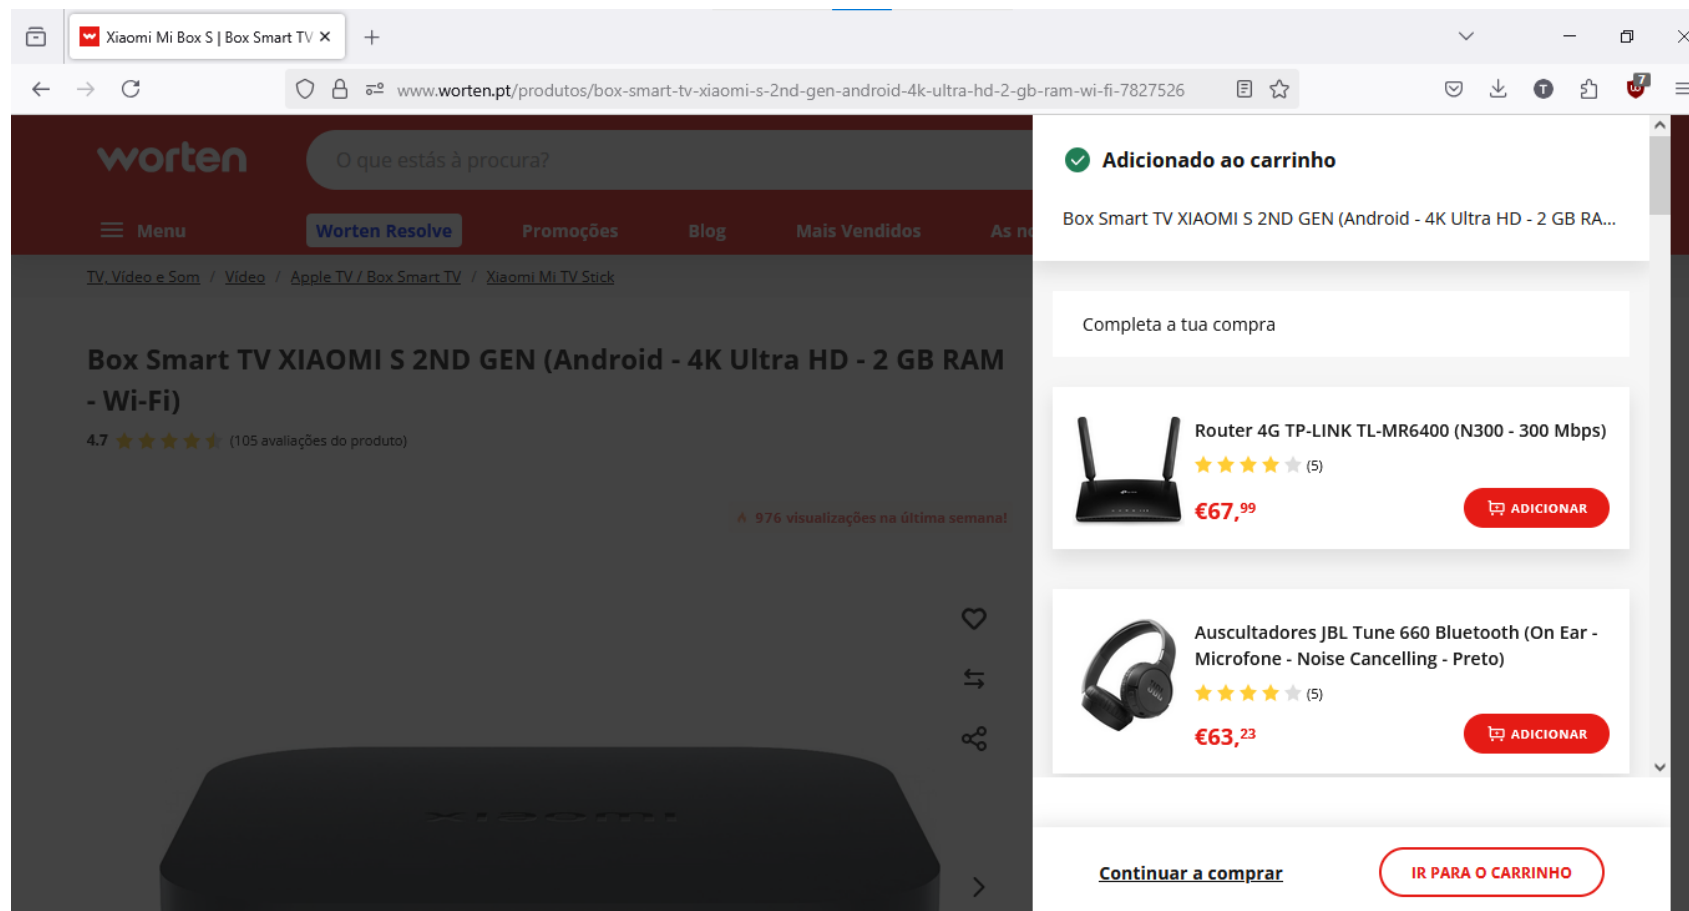 Xiaomi Mi Box S | Box Smart TV
www.worten.pt/produtos/box-smart-tv-xiaomi-s-2nd-gen-android-4k-ultra-hd-2-gb-ram-wi-fi-7827526
T
7
worten
O que estás à procura?
Menu
Worten Resolve
Promoções
Blog
Mais Vendidos
As no
TV, Vídeo e Som / Vídeo / Apple TV / Box Smart TV / Xiaomi Mi TV Stick
Box Smart TV XIAOMI S 2ND GEN (Android - 4K Ultra HD - 2 GB RAM
- Wi-Fi)
4.7 (105 avaliações do produto)
976 visualizações na última semana!
xiaomi
Adicionado ao carrinho
Box Smart TV XIAOMI S 2ND GEN (Android - 4K Ultra HD - 2 GB RA...
Completa a tua compra
Router 4G TP-LINK TL-MR6400 (N300 - 300 Mbps)
(5)
€67,99
ADICIONAR
Auscultadores JBL Tune 660 Bluetooth (On Ear -
Microfone - Noise Cancelling - Preto)
(5)
€63,23
ADICIONAR
Continuar a comprar
IR PARA O CARRINHO